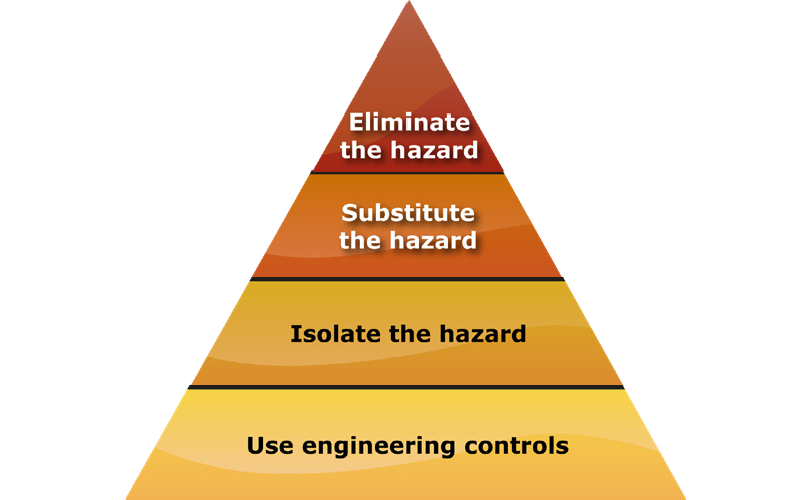 Eliminate
the hazard
Substitute
the hazard
Isolate the hazard
Use engineering controls